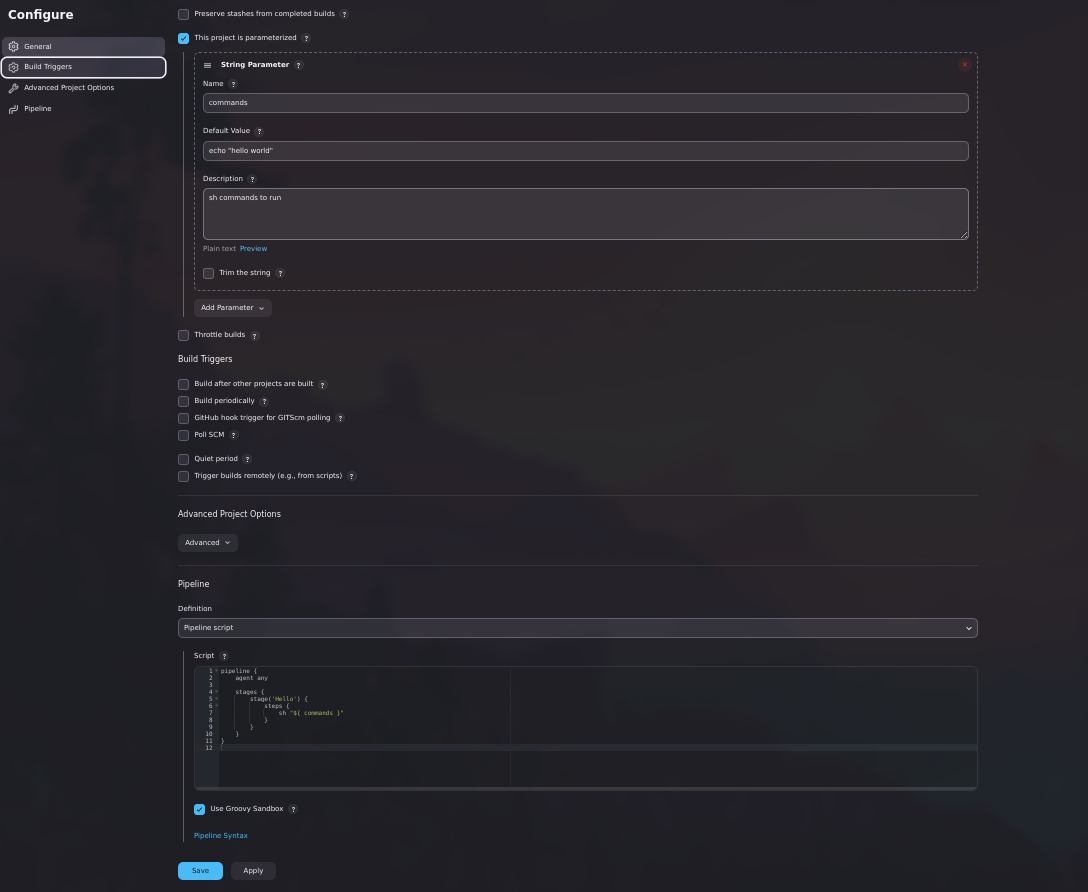 Configure
General
Build Triggers
Advanced Project Options
Pipeline
Preserve stashes from completed builds ?
This project is parameterized ?
String Parameter ?
x
Name ?
commands
Default Value ?
echo "hello world"
Description ?
sh commands to run
Plain text Preview
Trim the string ?
Add Parameter
Throttle builds ?
Build Triggers
Build after other projects are built ?
Build periodically ?
GitHub hook trigger for GITScm polling ?
Poll SCM ?
Quiet period ?
Trigger builds remotely (e.g., from scripts) ?
Advanced Project Options
Advanced
Pipeline
Definition
Pipeline script
Script ?
1 pipeline {
2     agent any
3
4     stages {
5         stage('Hello') {
6             steps {
7                 sh "${ commands }"
8             }
9         }
10     }
11 }
12
Use Groovy Sandbox ?
Pipeline Syntax
Save Apply